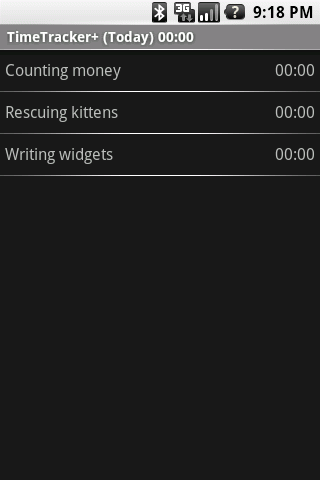 3G 9:18 PM
TimeTracker+ (Today) 00:00
Counting money 00:00
Rescuing kittens 00:00
Writing widgets 00:00